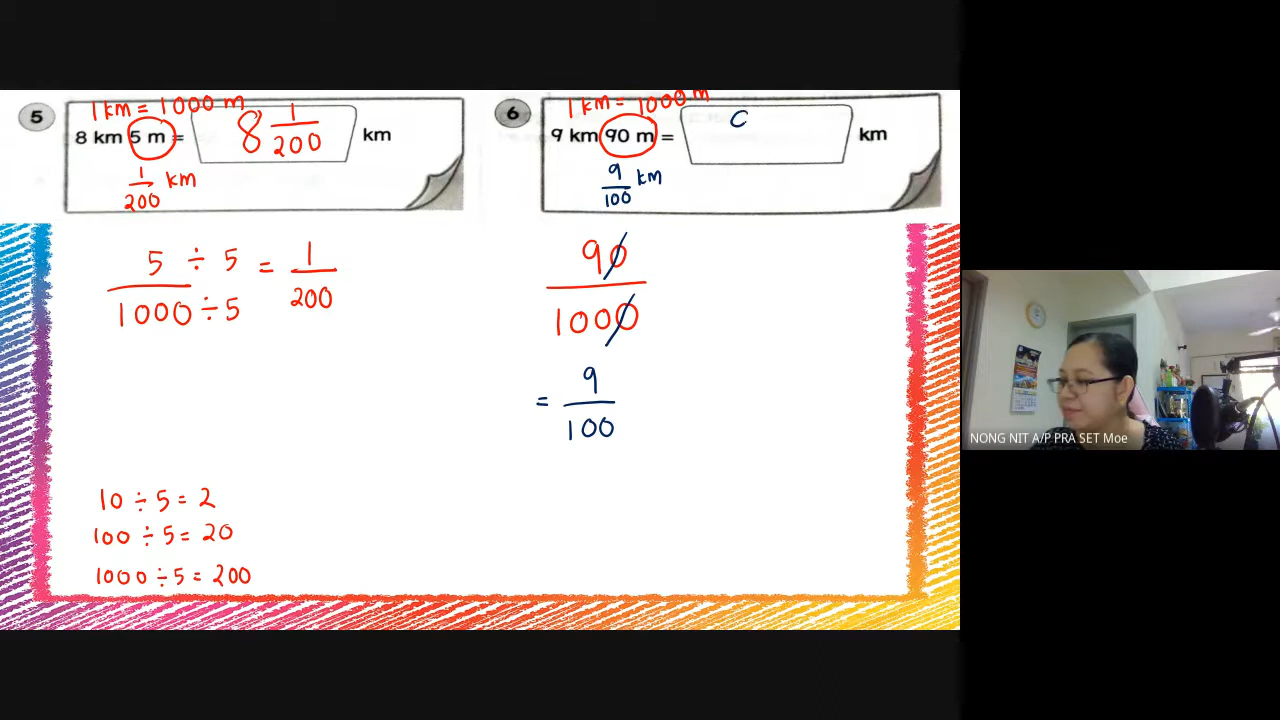 5
1 km = 1000 m
8 km 5 m = 8 1/200 km
1/200 km
5 ÷ 5 = 1
1000 ÷ 5 200
10 ÷ 5 = 2
100 ÷ 5 = 20
1000 ÷ 5 = 200
6
1 km = 1000 m
9 km 90 m = c km
9/100 km
90
1000
= 9/100
NONG NIT A/P PRA SET Moe